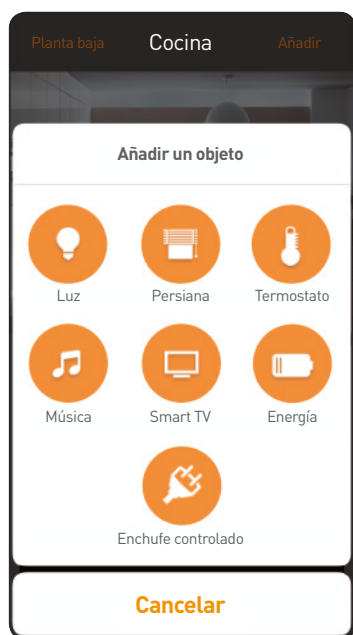 Planta baja Cocina Añadir
Añadir un objeto
Luz Persiana Termostato
Música Smart TV Energía
Enchufe controlado
Cancelar